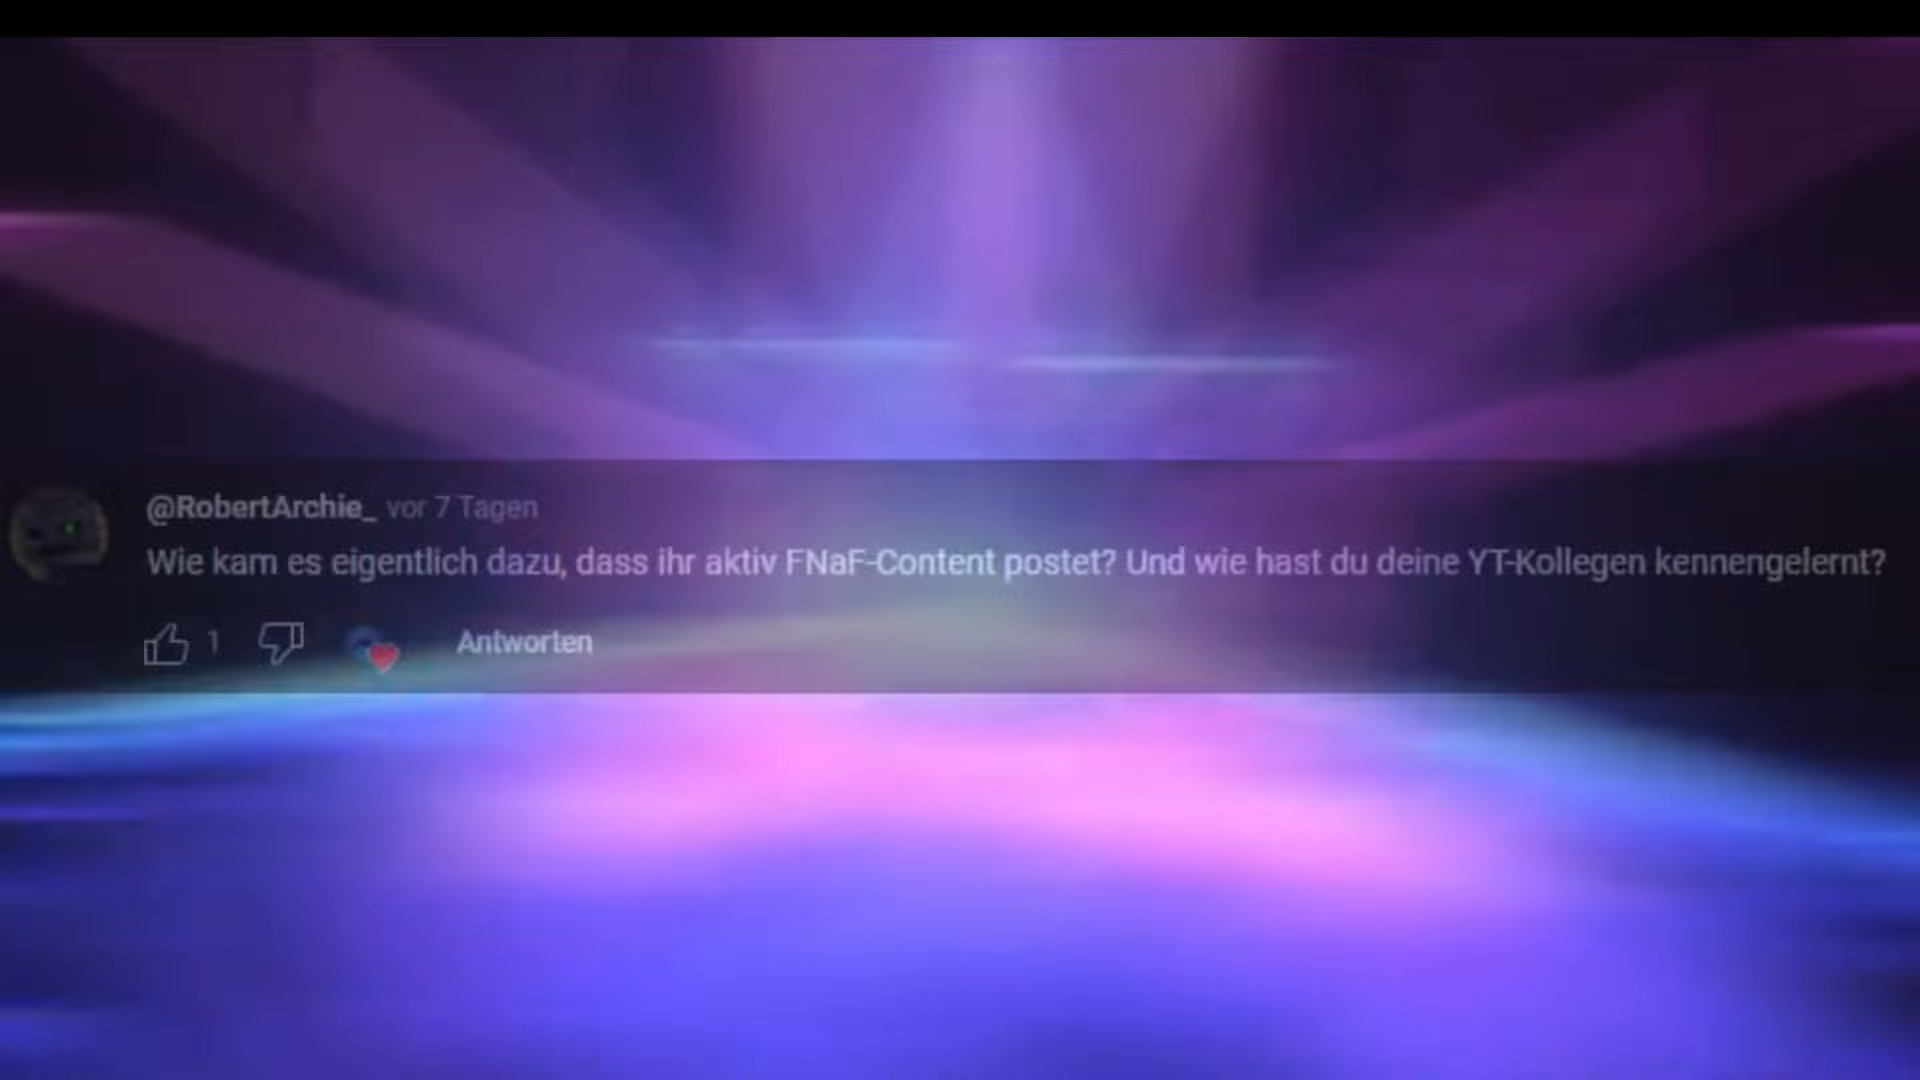 @RobertArchie_ vor 7 Tagen
Wie kam es eigentlich dazu, dass ihr aktiv FNaF-Content postet? Und wie hast du deine YT-Kollegen kennengelernt?
1 Antworten